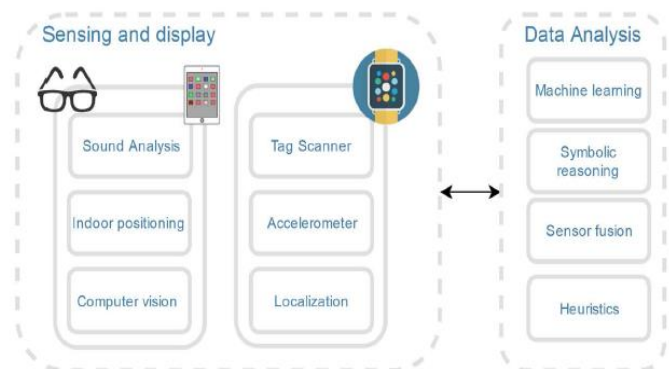 Sensing and display
Data Analysis
Sound Analysis
Indoor positioning
Computer vision
Tag Scanner
Accelerometer
Localization
Machine learning
Symbolic
reasoning
Sensor fusion
Heuristics